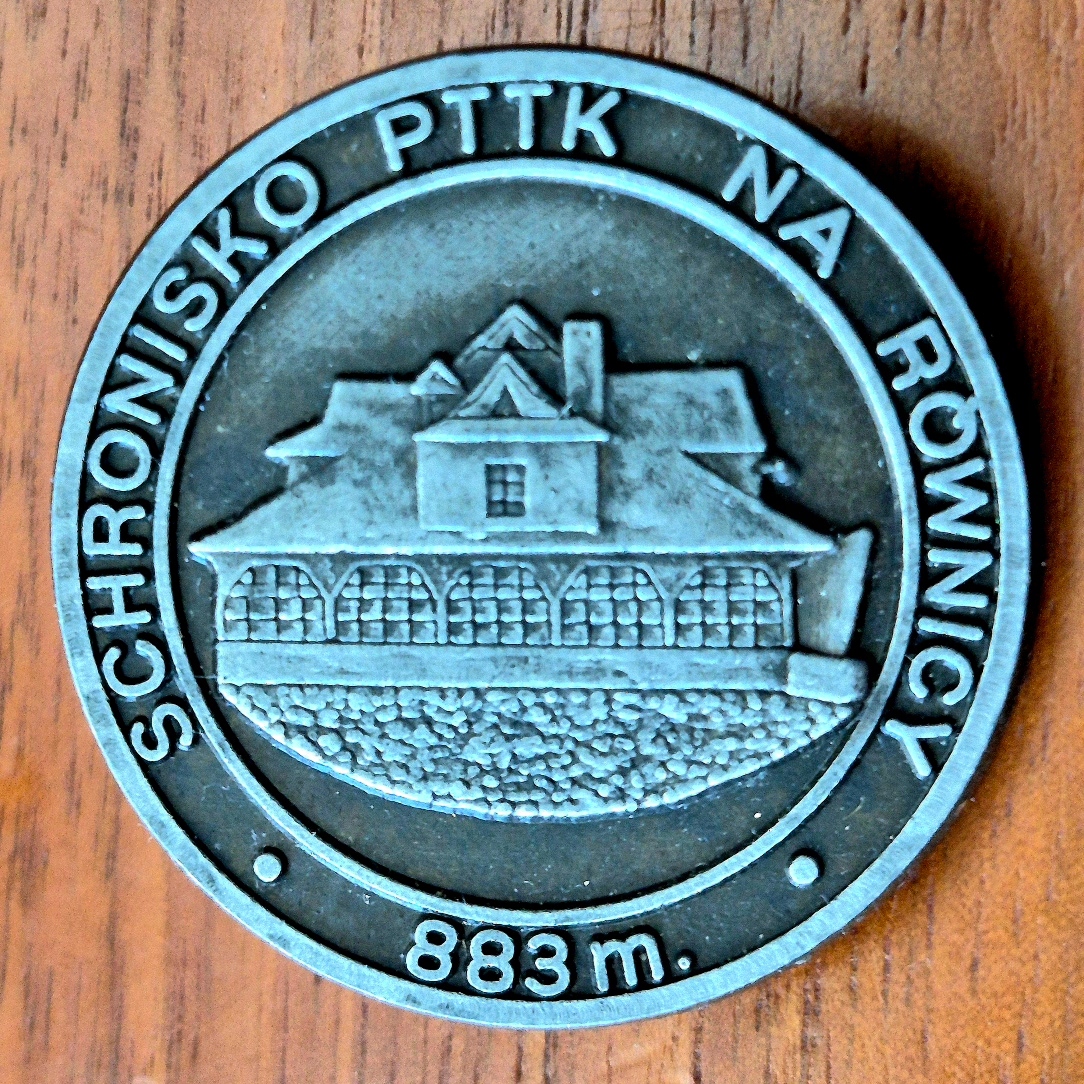 SCHRONISKO PTTK NA RÓWNICY
883 m.